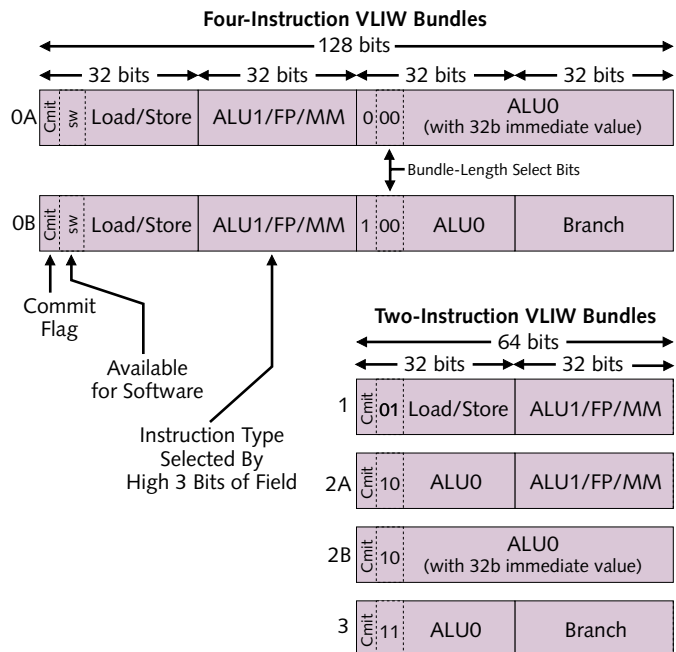 Four-Instruction VLIW Bundles
128 bits
32 bits 32 bits 32 bits 32 bits
0A Cmit sw Load/Store ALU1/FP/MM 0 00 ALU0
(with 32b immediate value)
Bundle-Length Select Bits
0B Cmit sw Load/Store ALU1/FP/MM 1 00 ALU0 Branch
Commit
Flag
Available
for Software
Instruction Type
Selected By
High 3 Bits of Field
Two-Instruction VLIW Bundles
64 bits
32 bits 32 bits
1 Cmit 01 Load/Store ALU1/FP/MM
2A Cmit 10 ALU0 ALU1/FP/MM
2B Cmit 10 ALU0
(with 32b immediate value)
3 Cmit 11 ALU0 Branch